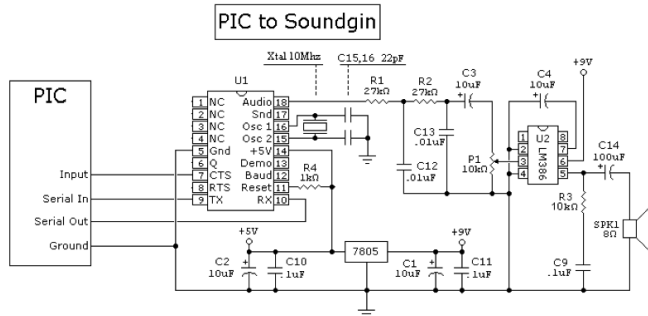 PIC to Soundgin
Xtal 10Mhz
C15,16 22pF
PIC
Input
Serial In
Serial Out
Ground
U1
1 NC Audio 18
2 NC Snd 17
3 NC Osc 1 16
4 NC Osc 2 15
5 Gnd +5V 14
6 Q Demo 13
7 CTS Baud 12
8 RTS Reset 11
9 TX RX 10
R4
1kΩ
R1
27kΩ
R2
27kΩ
C3
10uF
C13
.01uF
C12
.01uF
P1
10kΩ
C4
10uF
+9V
U2
LM386
1 8
2 7
3 6
4 5
C14
100uF
R3
10kΩ
SPK1
8Ω
C9
.1uF
+5V
C2
10uF
C10
.1uF
7805
+9V
C1
10uF
C11
.1uF